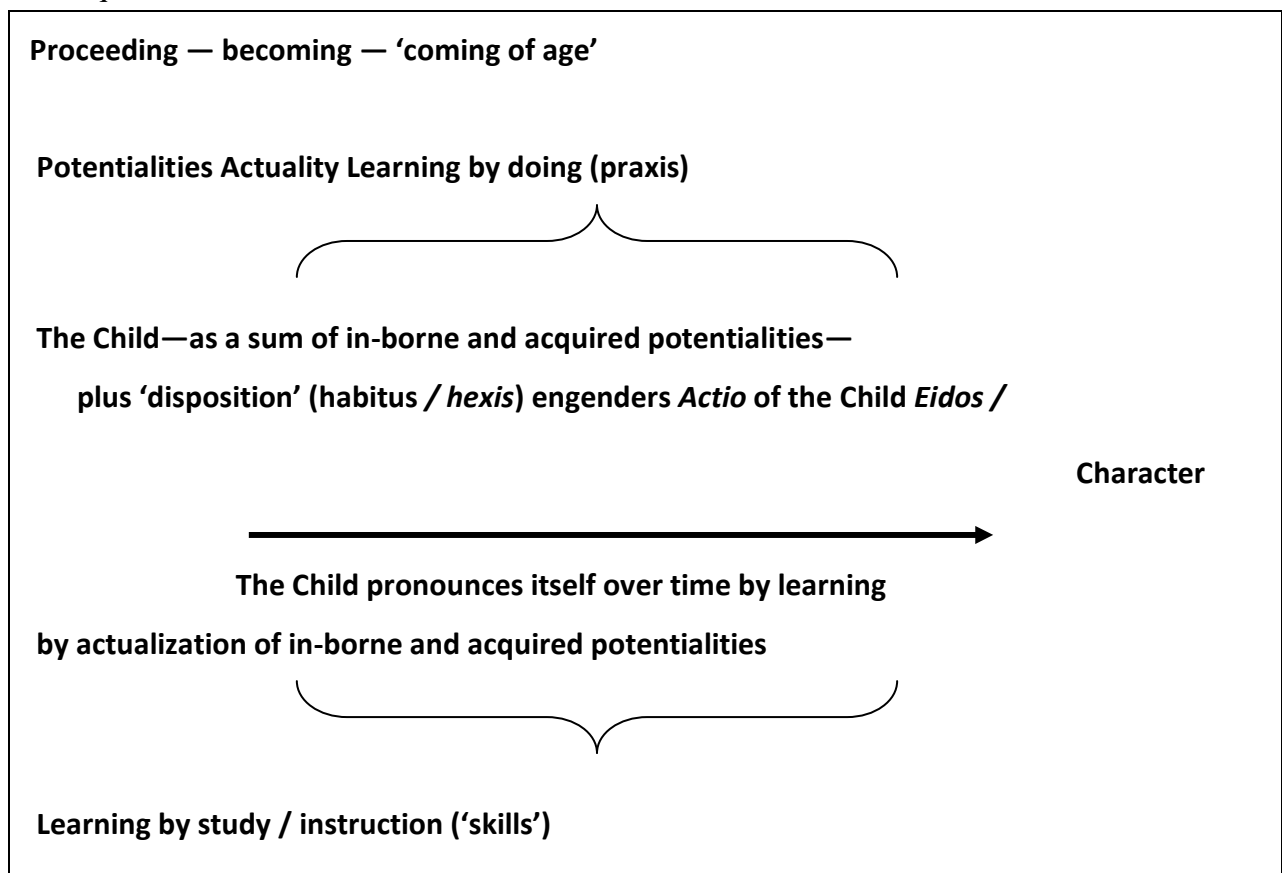 Proceeding — becoming — ‘coming of age’
Potentialities Actuality Learning by doing (praxis)
The Child—as a sum of in-borne and acquired potentialities—
plus ‘disposition’ (habitus / hexis) engenders Actio of the Child Eidos /
Character
The Child pronounces itself over time by learning
by actualization of in-borne and acquired potentialities
Learning by study / instruction (‘skills’)